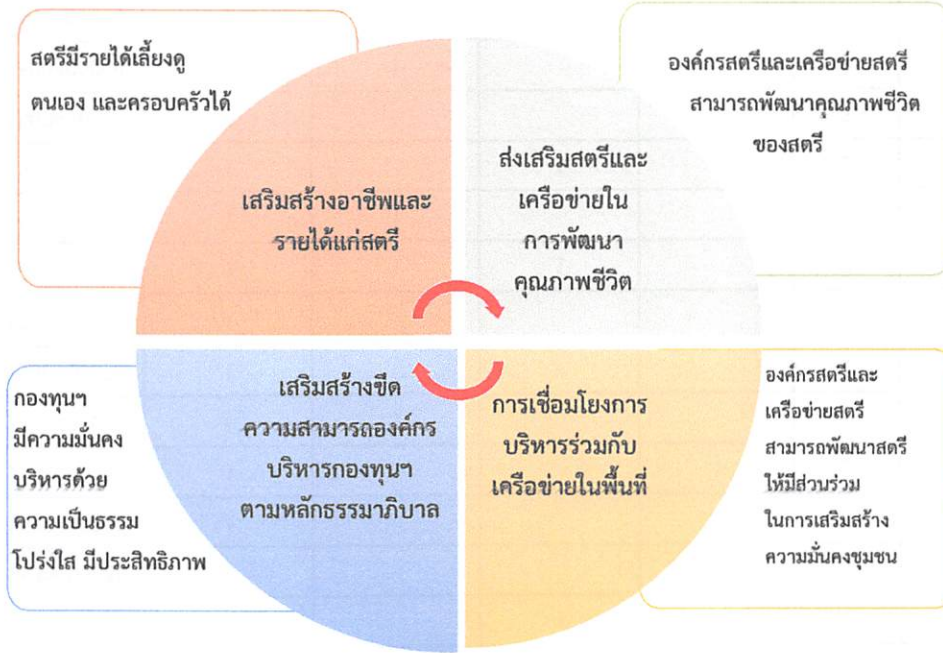 สตรีมีรายได้เลี้ยงดู
ตนเอง และครอบครัวได้
เสริมสร้างอาชีพและ
รายได้แก่สตรี
ส่งเสริมสตรีและ
เครือข่ายใน
การพัฒนา
คุณภาพชีวิต
องค์กรสตรีและเครือข่ายสตรี
สามารถพัฒนาคุณภาพชีวิต
ของสตรี
กองทุนฯ
มีความมั่นคง
บริหารด้วย
ความเป็นธรรม
โปร่งใส มีประสิทธิภาพ
เสริมสร้างขีด
ความสามารถองค์กร
บริหารกองทุนฯ
ตามหลักธรรมาภิบาล
การเชื่อมโยงการ
บริหารร่วมกับ
เครือข่ายในพื้นที่
องค์กรสตรีและ
เครือข่ายสตรี
สามารถพัฒนาสตรี
ให้มีส่วนร่วม
ในการเสริมสร้าง
ความมั่นคงชุมชน